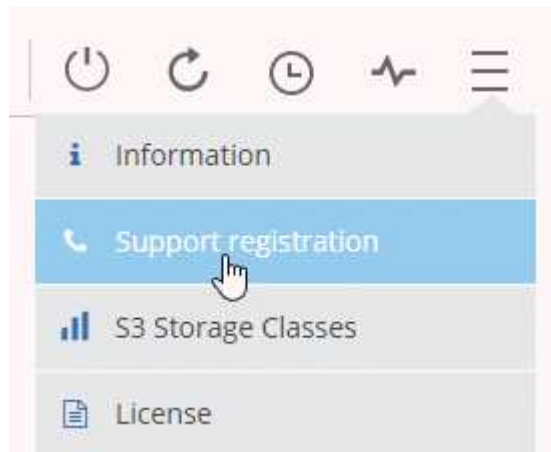 Information
Support registration
S3 Storage Classes
License